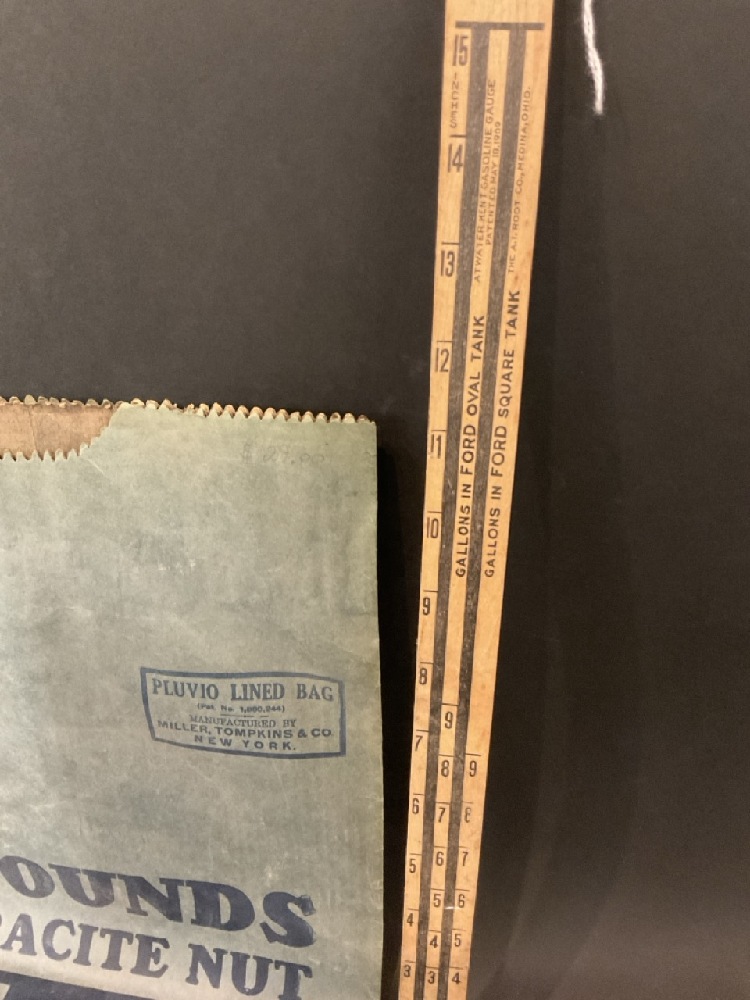 PLUVIO LINED BAG
(Pat. No. 1,060,244)
MANUFACTURED BY
MILLER, TOMPKINS & CO.
NEW YORK.
OUNDS
ACITE NUT
15
INCHES
14
13
12
11
10
9
8
7
6
5
4
3
ATWATER KENT GASOLINE GAUGE
PATENTED MAY 18, 1909
GALLONS IN FORD OVAL TANK
9
8
7
6
5
4
3
THE A.I. ROOT CO., MEDINA, OHIO.
GALLONS IN FORD SQUARE TANK
9
8
7
6
5
4